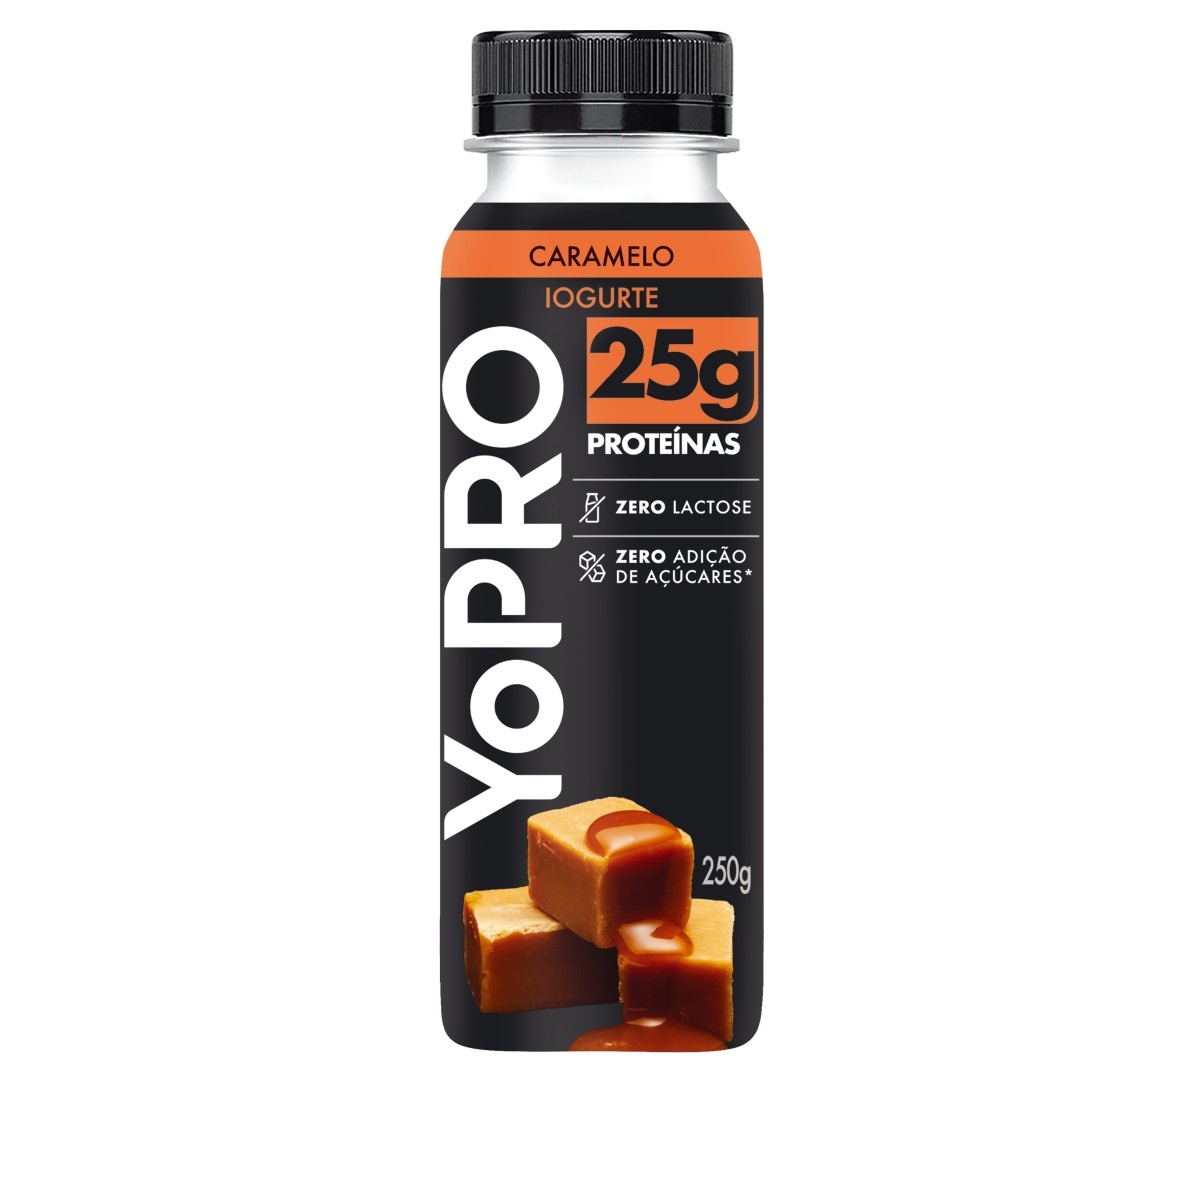 CARAMELO
IOGURTE
YoPRO
25g
PROTEÍNAS
ZERO LACTOSE
ZERO ADIÇÃO
DE AÇÚCARES*
250g